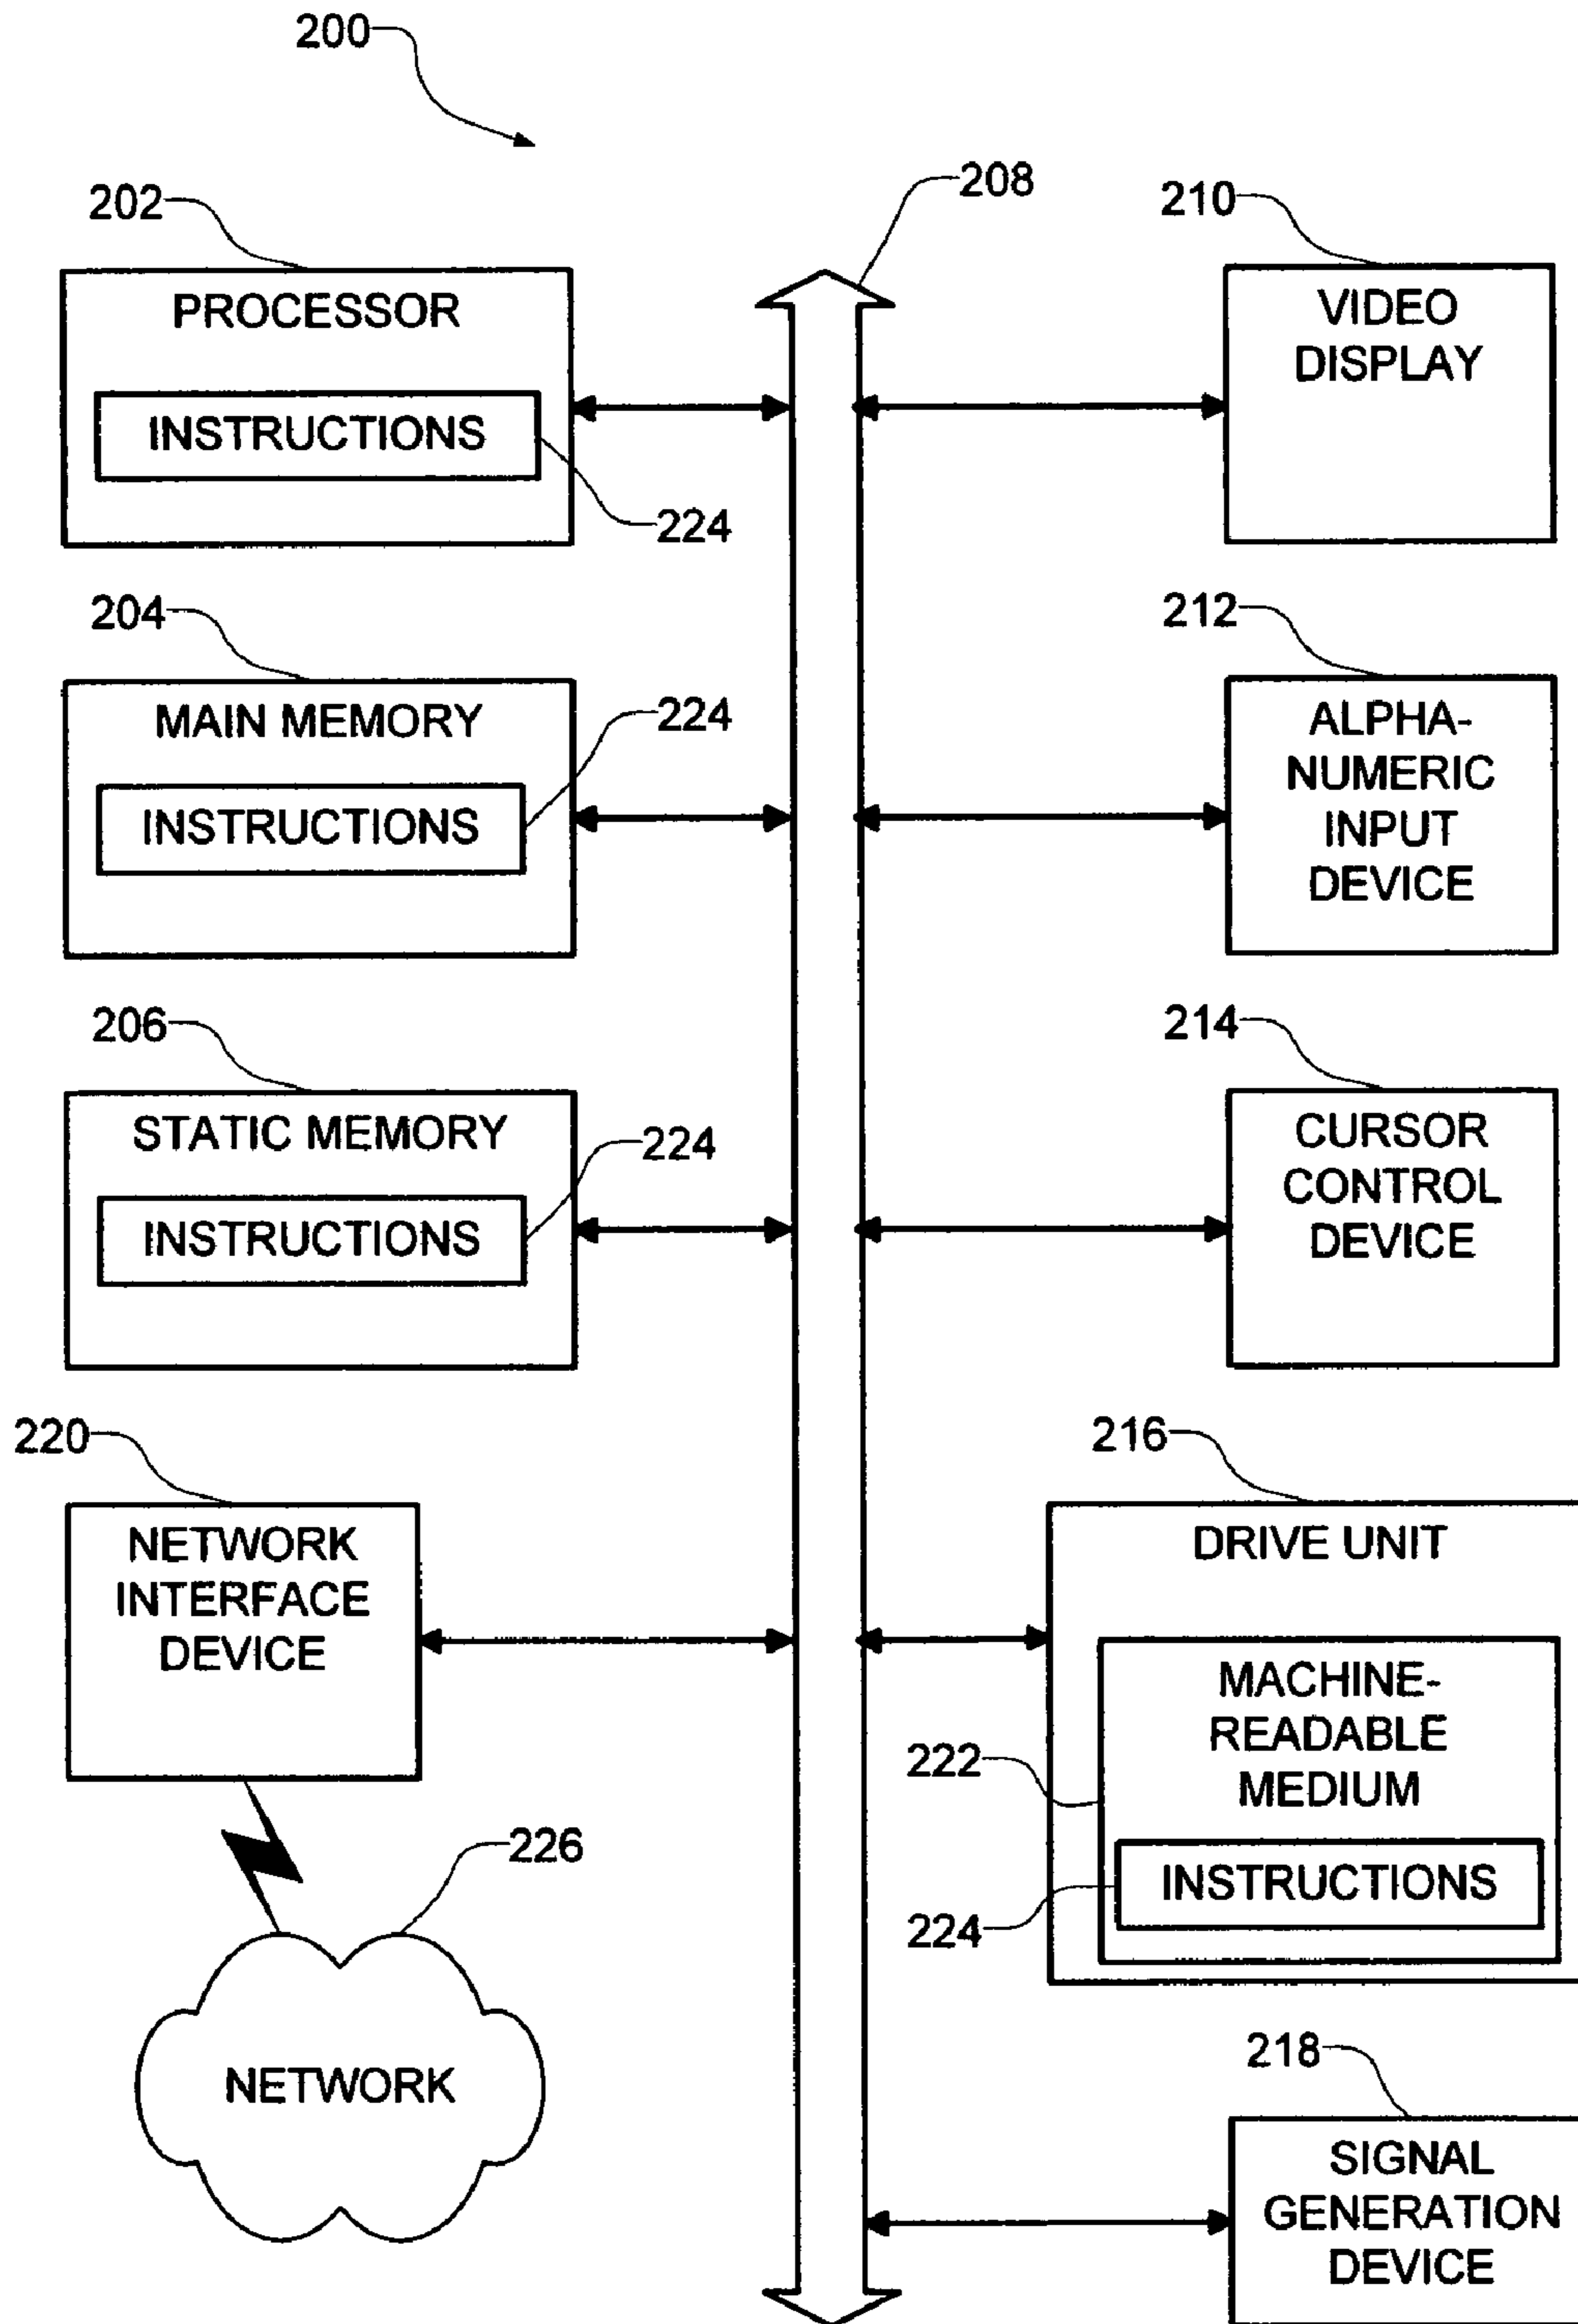 200
202
PROCESSOR
INSTRUCTIONS
224
204
MAIN MEMORY
224
INSTRUCTIONS
206
STATIC MEMORY
224
INSTRUCTIONS
220
NETWORK
INTERFACE
DEVICE
226
NETWORK
208
210
VIDEO
DISPLAY
212
ALPHA-
NUMERIC
INPUT
DEVICE
214
CURSOR
CONTROL
DEVICE
216
DRIVE UNIT
222
MACHINE-
READABLE
MEDIUM
224
INSTRUCTIONS
218
SIGNAL
GENERATION
DEVICE